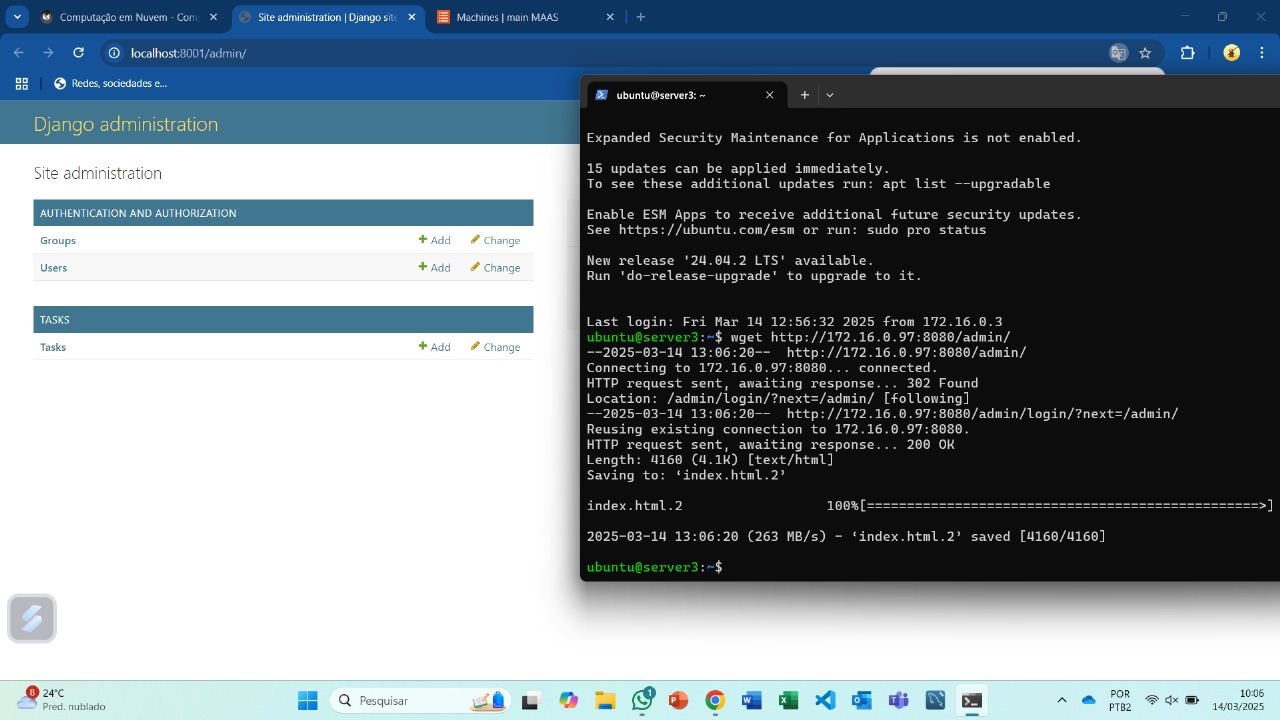 Computação em Nuvem - Com
Site administration | Django site
Machines | main MAAS
localhost:8001/admin/
Redes, sociedades e...
Django administration
Site administration
AUTHENTICATION AND AUTHORIZATION
Groups Add Change
Users Add Change
TASKS
Tasks Add Change
ubuntu@server3: ~
Expanded Security Maintenance for Applications is not enabled.
15 updates can be applied immediately.
To see these additional updates run: apt list --upgradable
Enable ESM Apps to receive additional future security updates.
See https://ubuntu.com/esm or run: sudo pro status
New release '24.04.2 LTS' available.
Run 'do-release-upgrade' to upgrade to it.
Last login: Fri Mar 14 12:56:32 2025 from 172.16.0.3
ubuntu@server3:~$ wget http://172.16.0.97:8080/admin/
--2025-03-14 13:06:20--  http://172.16.0.97:8080/admin/
Connecting to 172.16.0.97:8080... connected.
HTTP request sent, awaiting response... 302 Found
Location: /admin/login/?next=/admin/ [following]
--2025-03-14 13:06:20--  http://172.16.0.97:8080/admin/login/?next=/admin/
Reusing existing connection to 172.16.0.97:8080.
HTTP request sent, awaiting response... 200 OK
Length: 4160 (4.1K) [text/html]
Saving to: ‘index.html.2’
index.html.2 100%[=================================================>]
2025-03-14 13:06:20 (263 MB/s) - ‘index.html.2’ saved [4160/4160]
ubuntu@server3:~$
8
24°C
Pred. nublado
Pesquisar
1
POR
PTB2
10:06
14/03/2025